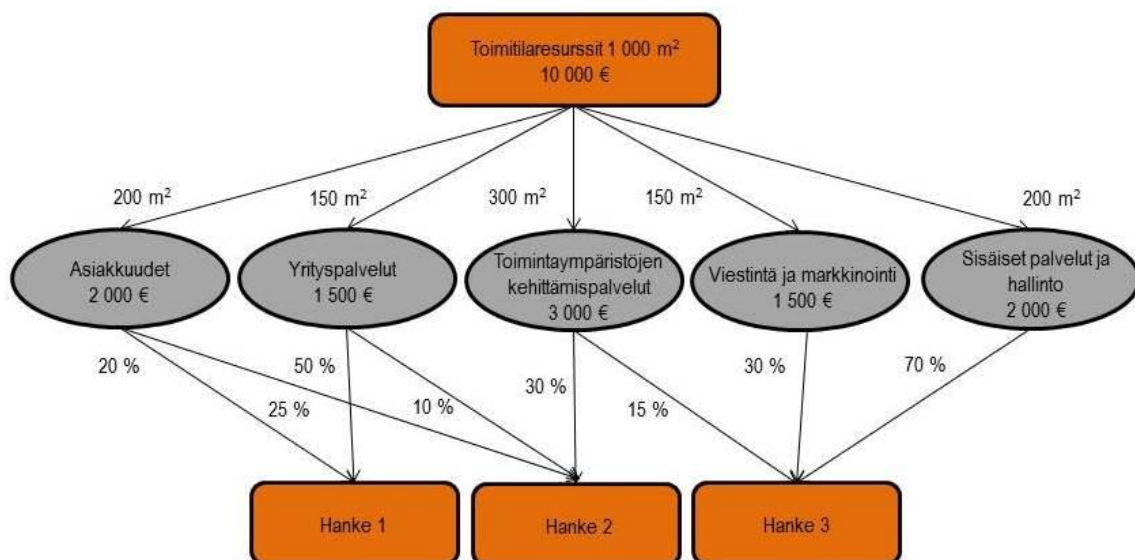 Toimitilaresurssit 1 000 m²
10 000 €
200 m²
150 m²
300 m²
150 m²
200 m²
Asiakkuudet
2 000 €
Yrityspalvelut
1 500 €
Toimintaympäristöjen
kehittämispalvelut
3 000 €
Viestintä ja markkinointi
1 500 €
Sisäiset palvelut ja
hallinto
2 000 €
20 %
50 %
30 %
30 %
70 %
25 %
10 %
15 %
Hanke 1
Hanke 2
Hanke 3